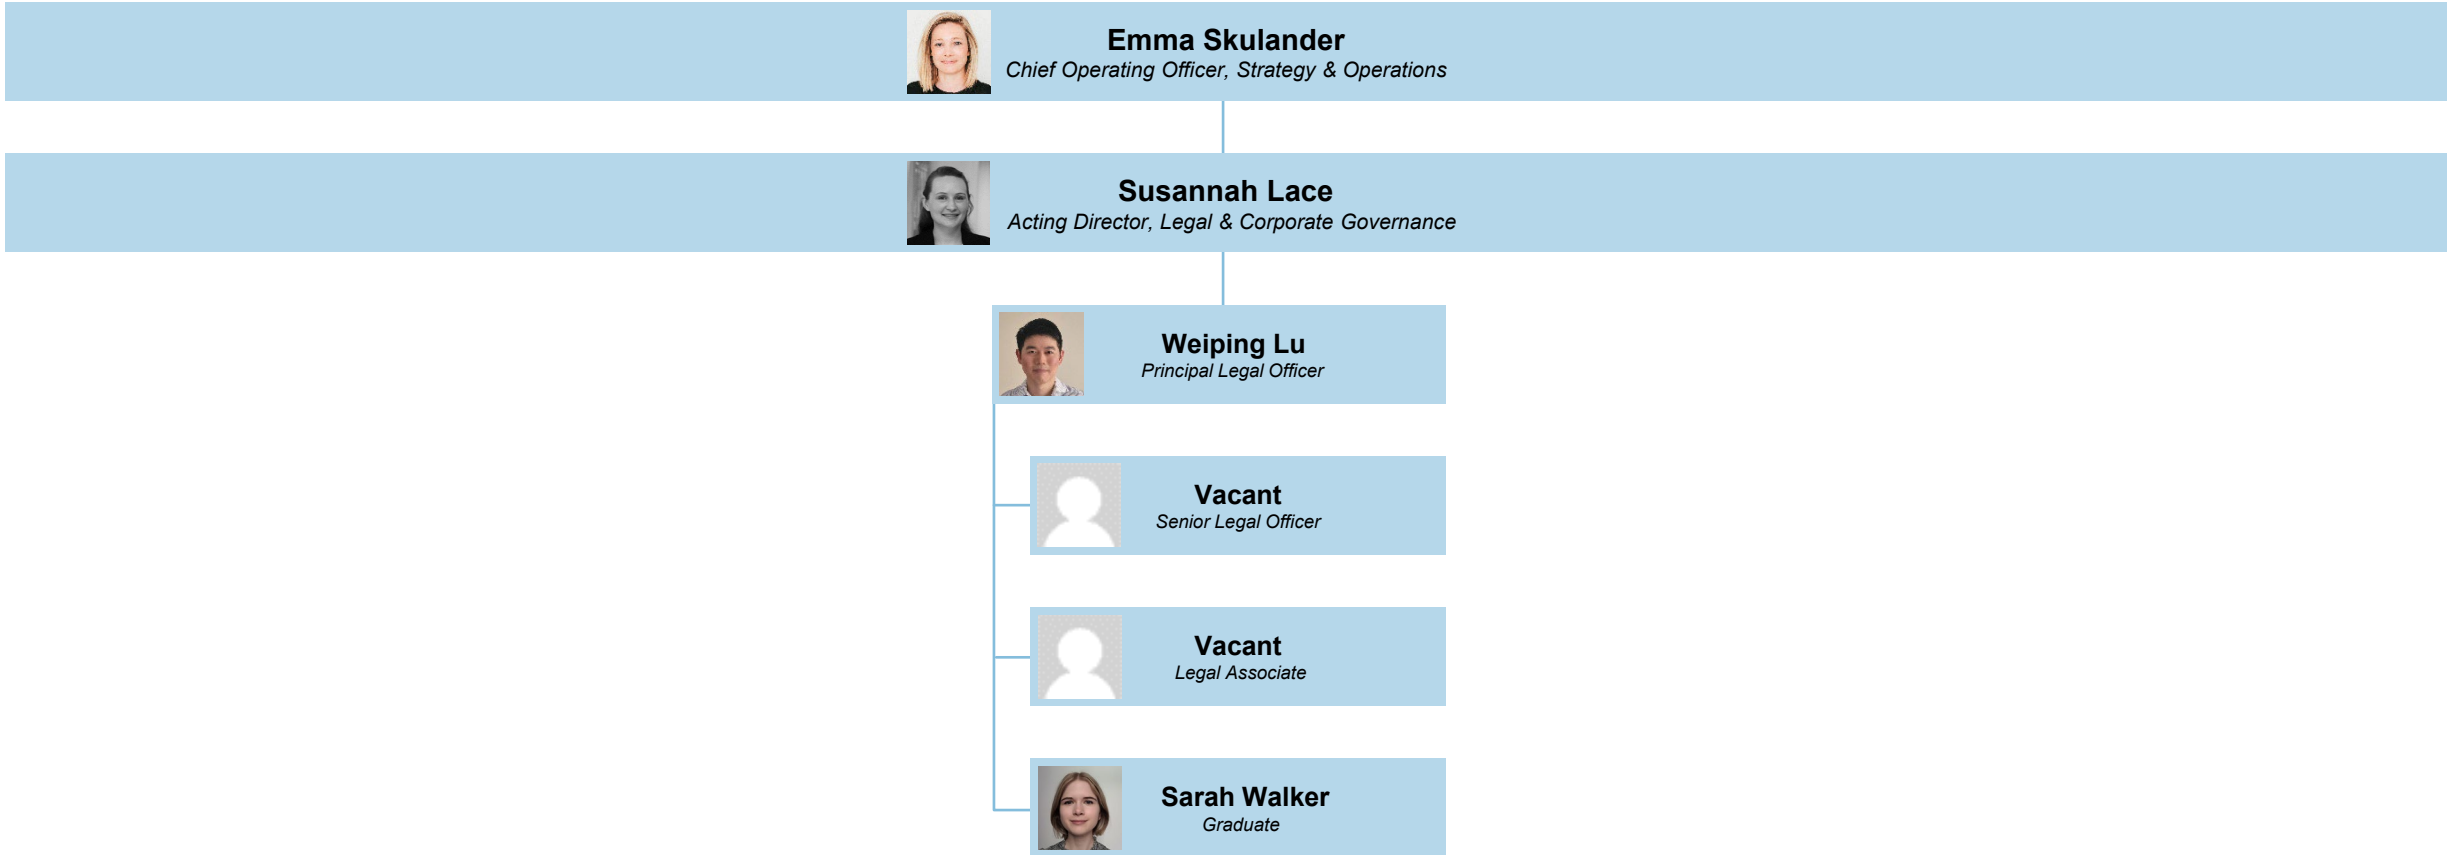 Emma Skulander
Chief Operating Officer, Strategy & Operations
Susannah Lace
Acting Director, Legal & Corporate Governance
Weiping Lu
Principal Legal Officer
Vacant
Senior Legal Officer
Vacant
Legal Associate
Sarah Walker
Graduate